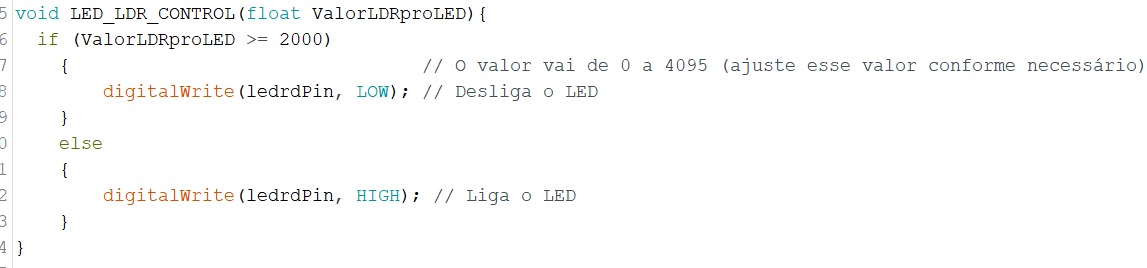 5 void LED_LDR_CONTROL(float ValorLDRproLED){
6 if (ValorLDRproLED >= 2000)
7 { // O valor vai de 0 a 4095 (ajuste esse valor conforme necessário)
8 digitalWrite(ledrdPin, LOW); // Desliga o LED
9 }
0 else
1 {
2 digitalWrite(ledrdPin, HIGH); // Liga o LED
3 }
4 }